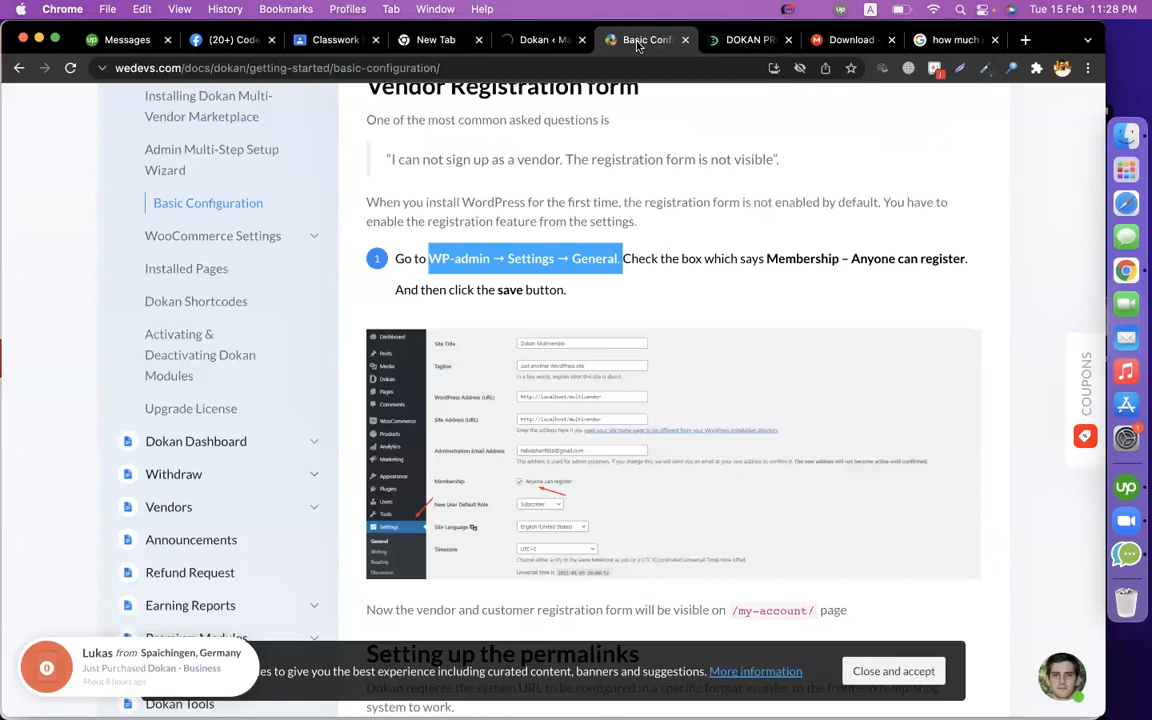 Chrome File Edit View History Bookmarks Profiles Tab Window Help
A
Tue 15 Feb 11:28 PM
Messages
(20+) Cod
Classwork
New Tab
Dokan ‹ M
Basic Conf
DOKAN PR
Download -
how much
wedevs.com/docs/dokan/getting-started/basic-configuration/
Installing Dokan Multi-
Vendor Marketplace
Admin Multi-Step Setup
Wizard
Basic Configuration
WooCommerce Settings
Installed Pages
Dokan Shortcodes
Activating &
Deactivating Dokan
Modules
Upgrade License
Dokan Dashboard
Withdraw
Vendors
Announcements
Refund Request
Earning Reports
Premium Modules
Dokan Tools
Vendor Registration form
One of the most common asked questions is
“I can not sign up as a vendor. The registration form is not visible”.
When you install WordPress for the first time, the registration form is not enabled by default. You have to
enable the registration feature from the settings.
1 Go to WP-admin → Settings → General. Check the box which says Membership – Anyone can register.
And then click the save button.
Dashboard
Posts
Media
Dokan
Pages
Comments
WooCommerce
Products
Analytics
Marketing
Appearance
Plugins
Users
Tools
Settings
General
Writing
Reading
Discussion
Site Title Dokan Multivendor
Tagline Just another WordPress site
In a few words, explain what this site is about.
WordPress Address (URL) http://localhost/multivendor
Site Address (URL) http://localhost/multivendor
Enter the address here if you want your site home page to be different from your WordPress installation directory.
Administration Email Address
This address is used for admin purposes. If you change this, we will send you an email at your new address to confirm it. The new address will not become active until confirmed.
Membership Anyone can register
New User Default Role Subscriber
Site Language English (United States)
Timezone UTC+0
Choose either a city in the same timezone as you or a UTC (Coordinated Universal Time) time offset.
Universal time is
Now the vendor and customer registration form will be visible on /my-account/ page
Setting up the permalinks
Dokan requires the system URL to be configured in a specific format in order to the frontend templating
system to work.
es to give you the best experience including curated content, banners and suggestions. More information
Close and accept
Lukas from Spaichingen, Germany
Just Purchased Dokan - Business
About 8 hours ago
D
COUPONS
up
1